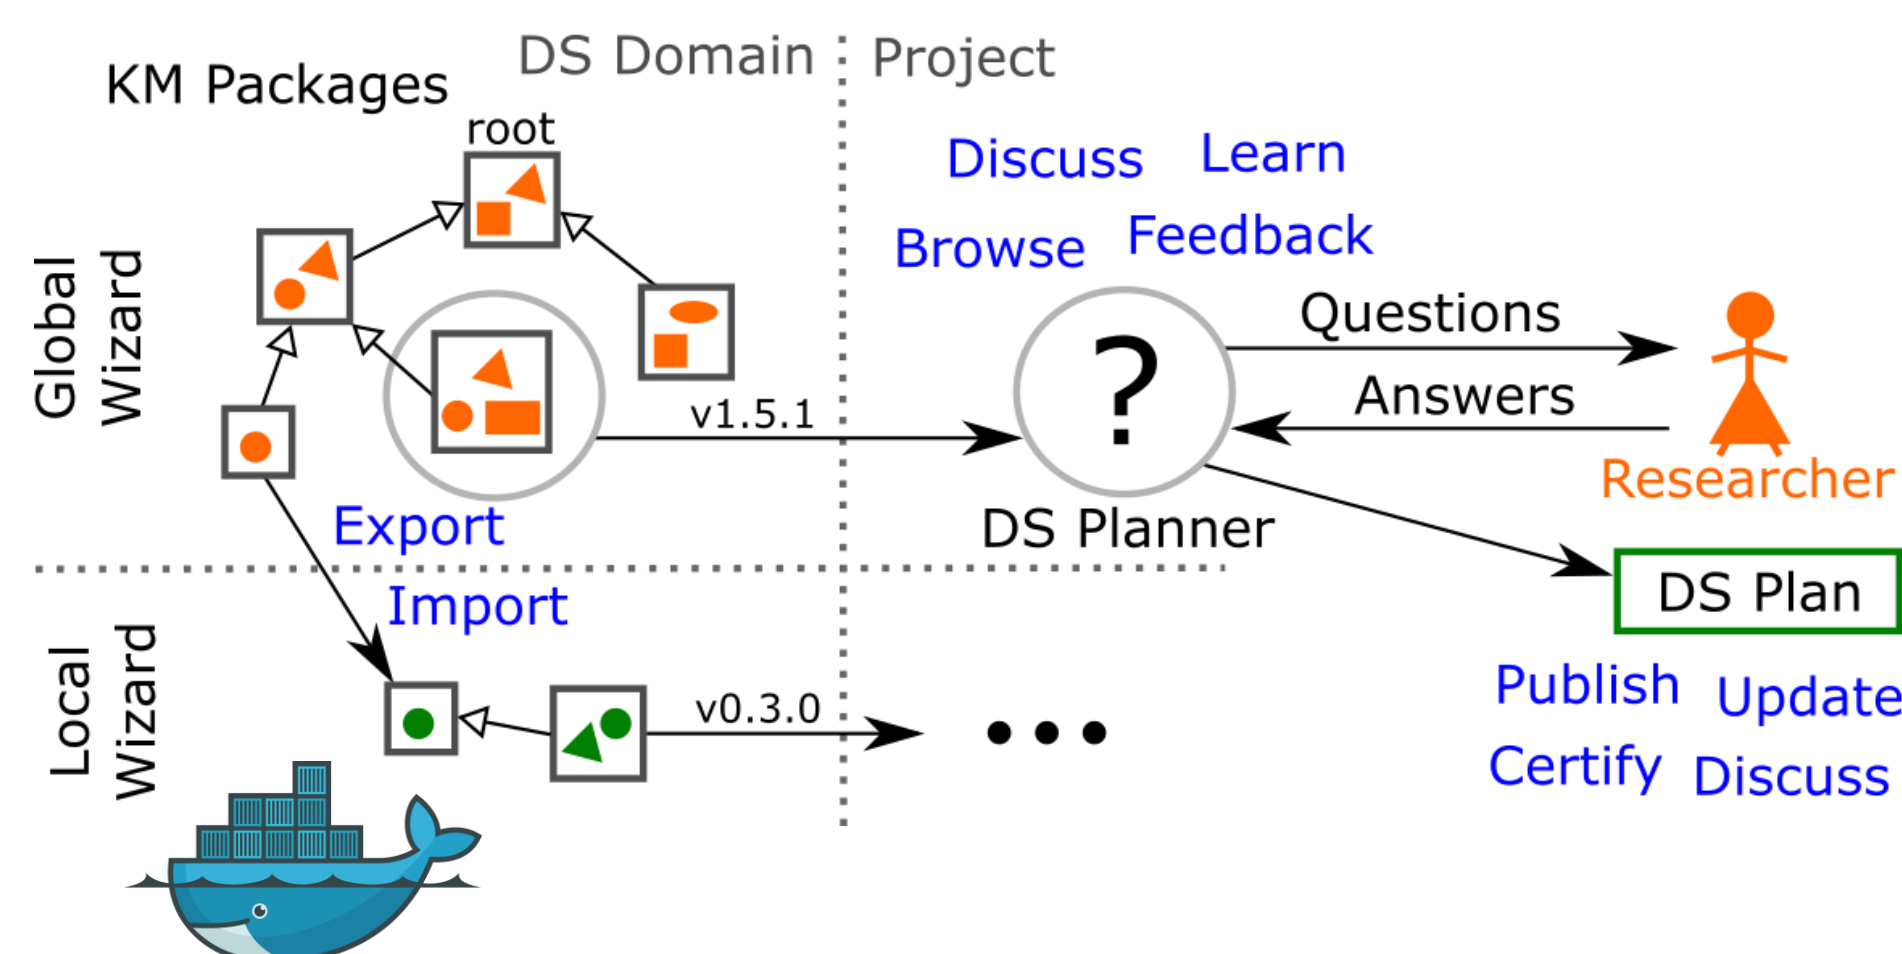 DS Domain
Project
KM Packages
root
Discuss
Learn
Browse
Feedback
Global
Wizard
Questions
Answers
v1.5.1
?
Researcher
Export
DS Planner
Import
DS Plan
Local
Wizard
v0.3.0
Publish
Update
Certify
Discuss